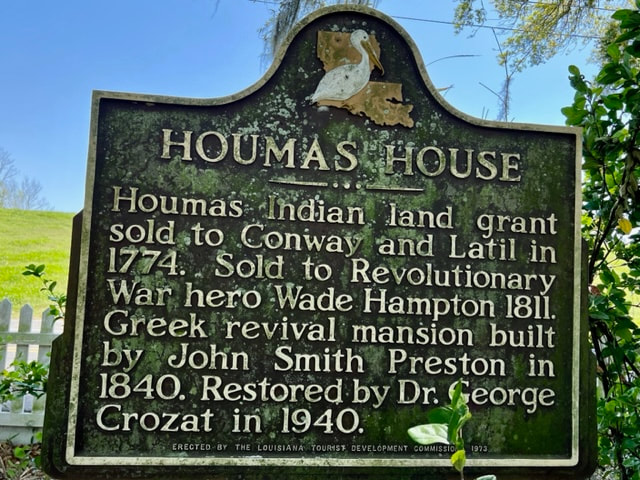 HOUMAS HOUSE
Houmas Indian land grant
sold to Conway and Latil in
1774. Sold to Revolutionary
War hero Wade Hampton 1811.
Greek revival mansion built
by John Smith Preston in
1840. Restored by Dr. George
Crozat in 1940.
ERECTED BY THE LOUISIANA TOURIST DEVELOPMENT COMMISSION 1973